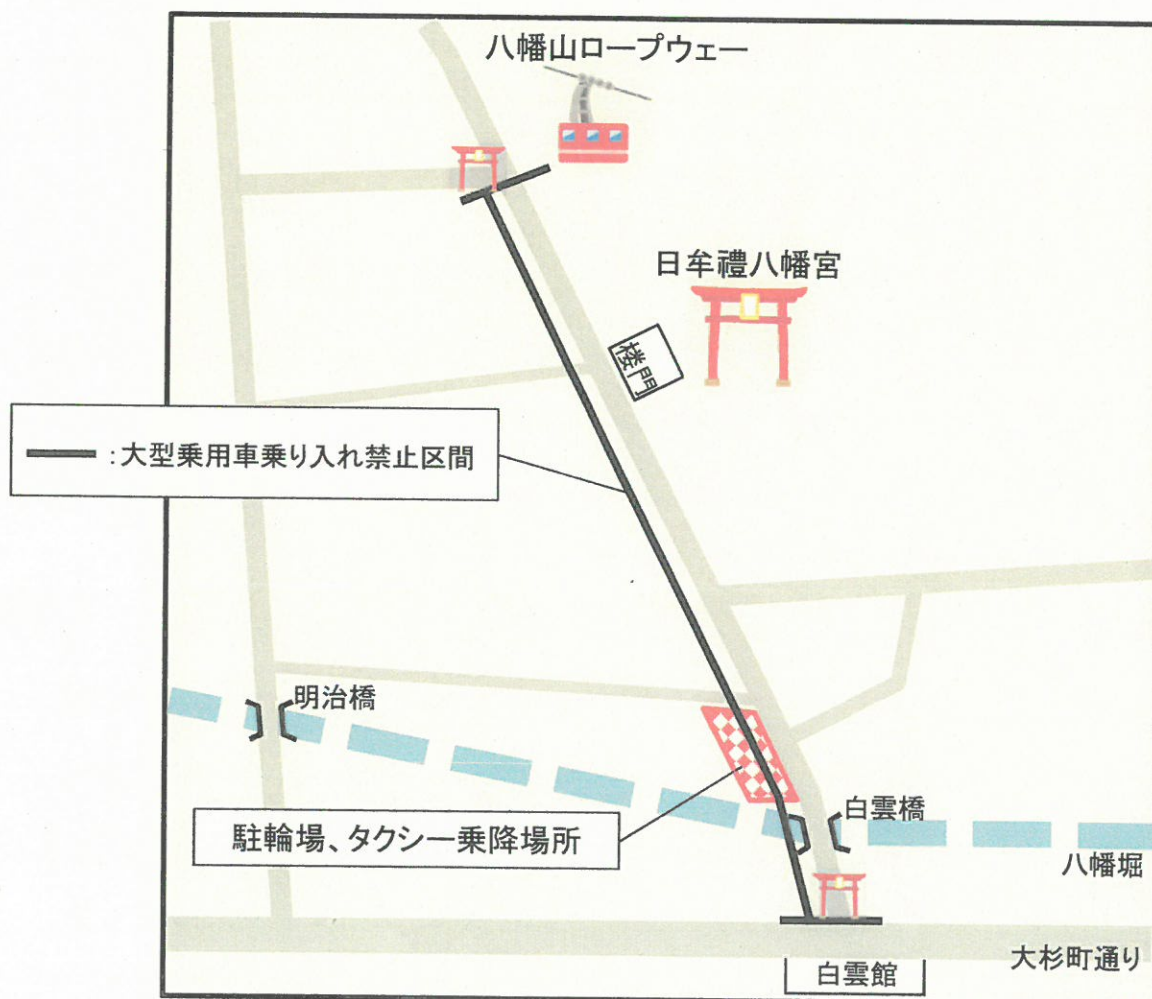 八幡山ロープウェー
日牟禮八幡宮
楼門
:大型乗用車乗り入れ禁止区間
明治橋
駐輪場、タクシー乗降場所
白雲橋
八幡堀
大杉町通り
白雲館